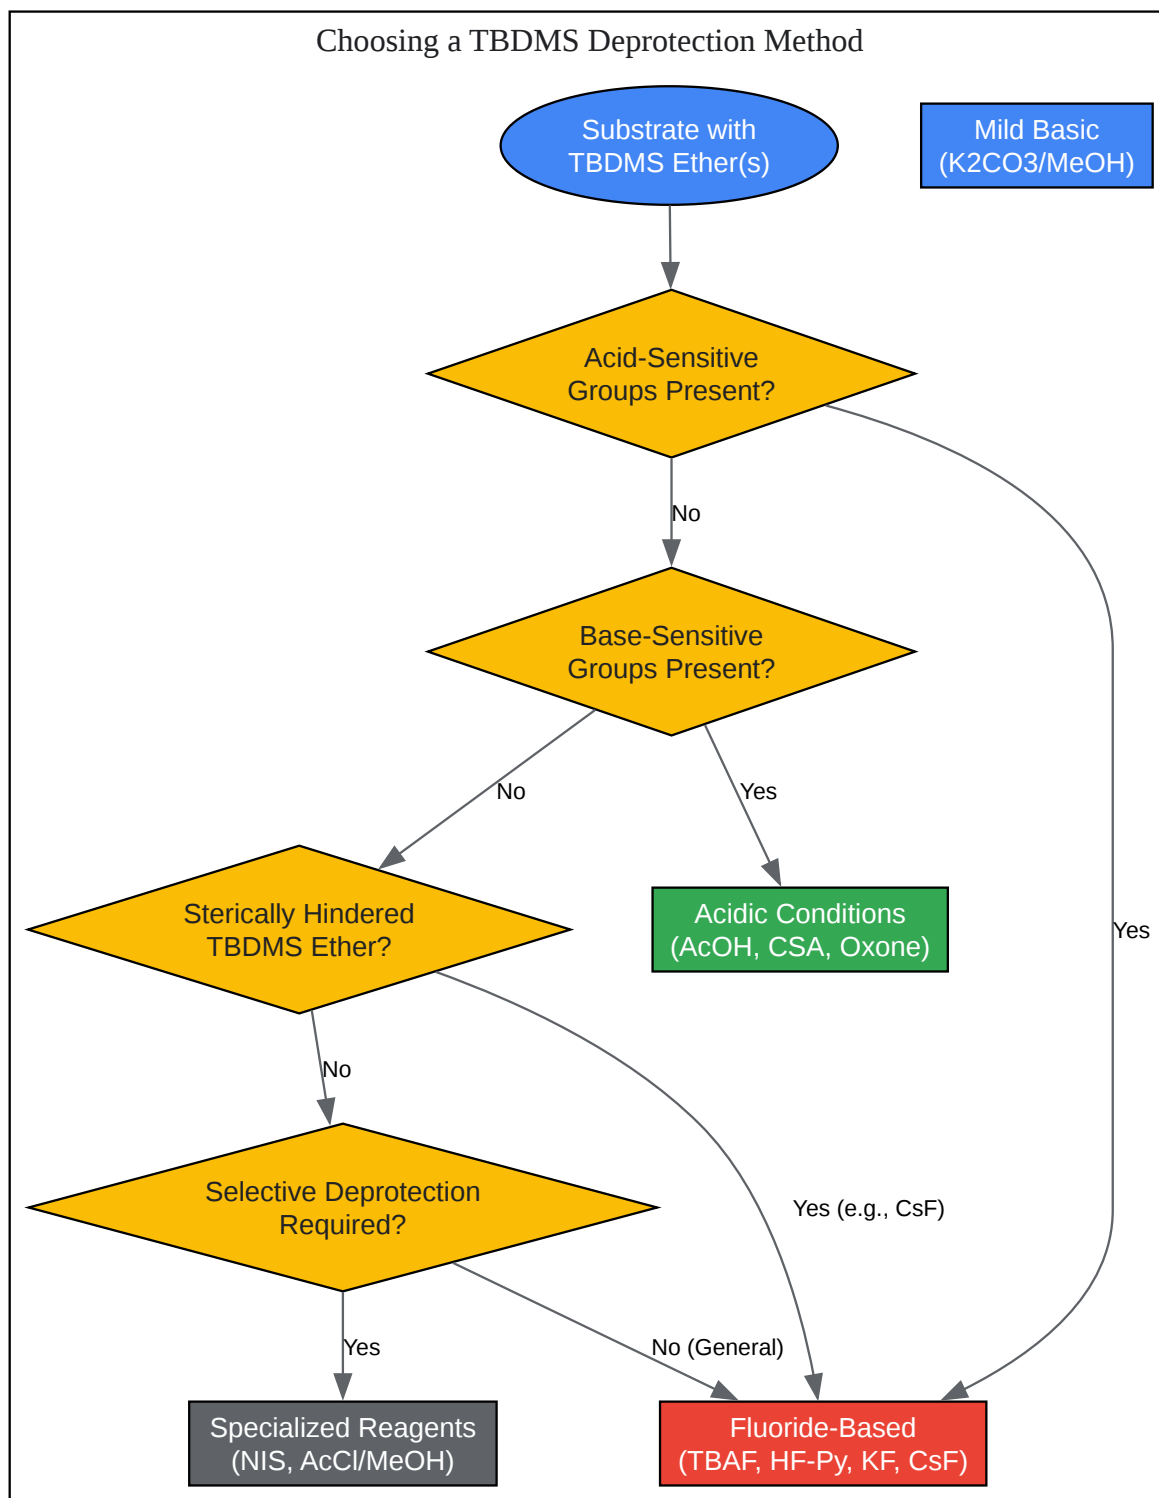 Choosing a TBDMS Deprotection Method
Substrate with
TBDMS Ether(s)
Mild Basic
(K2CO3/MeOH)
Acid-Sensitive
Groups Present?
No
Base-Sensitive
Groups Present?
No
Yes
Sterically Hindered
TBDMS Ether?
Acidic Conditions
(AcOH, CSA, Oxone)
Yes
No
Selective Deprotection
Required?
Yes (e.g., CsF)
Yes
No (General)
Specialized Reagents
(NIS, AcCl/MeOH)
Fluoride-Based
(TBAF, HF-Py, KF, CsF)